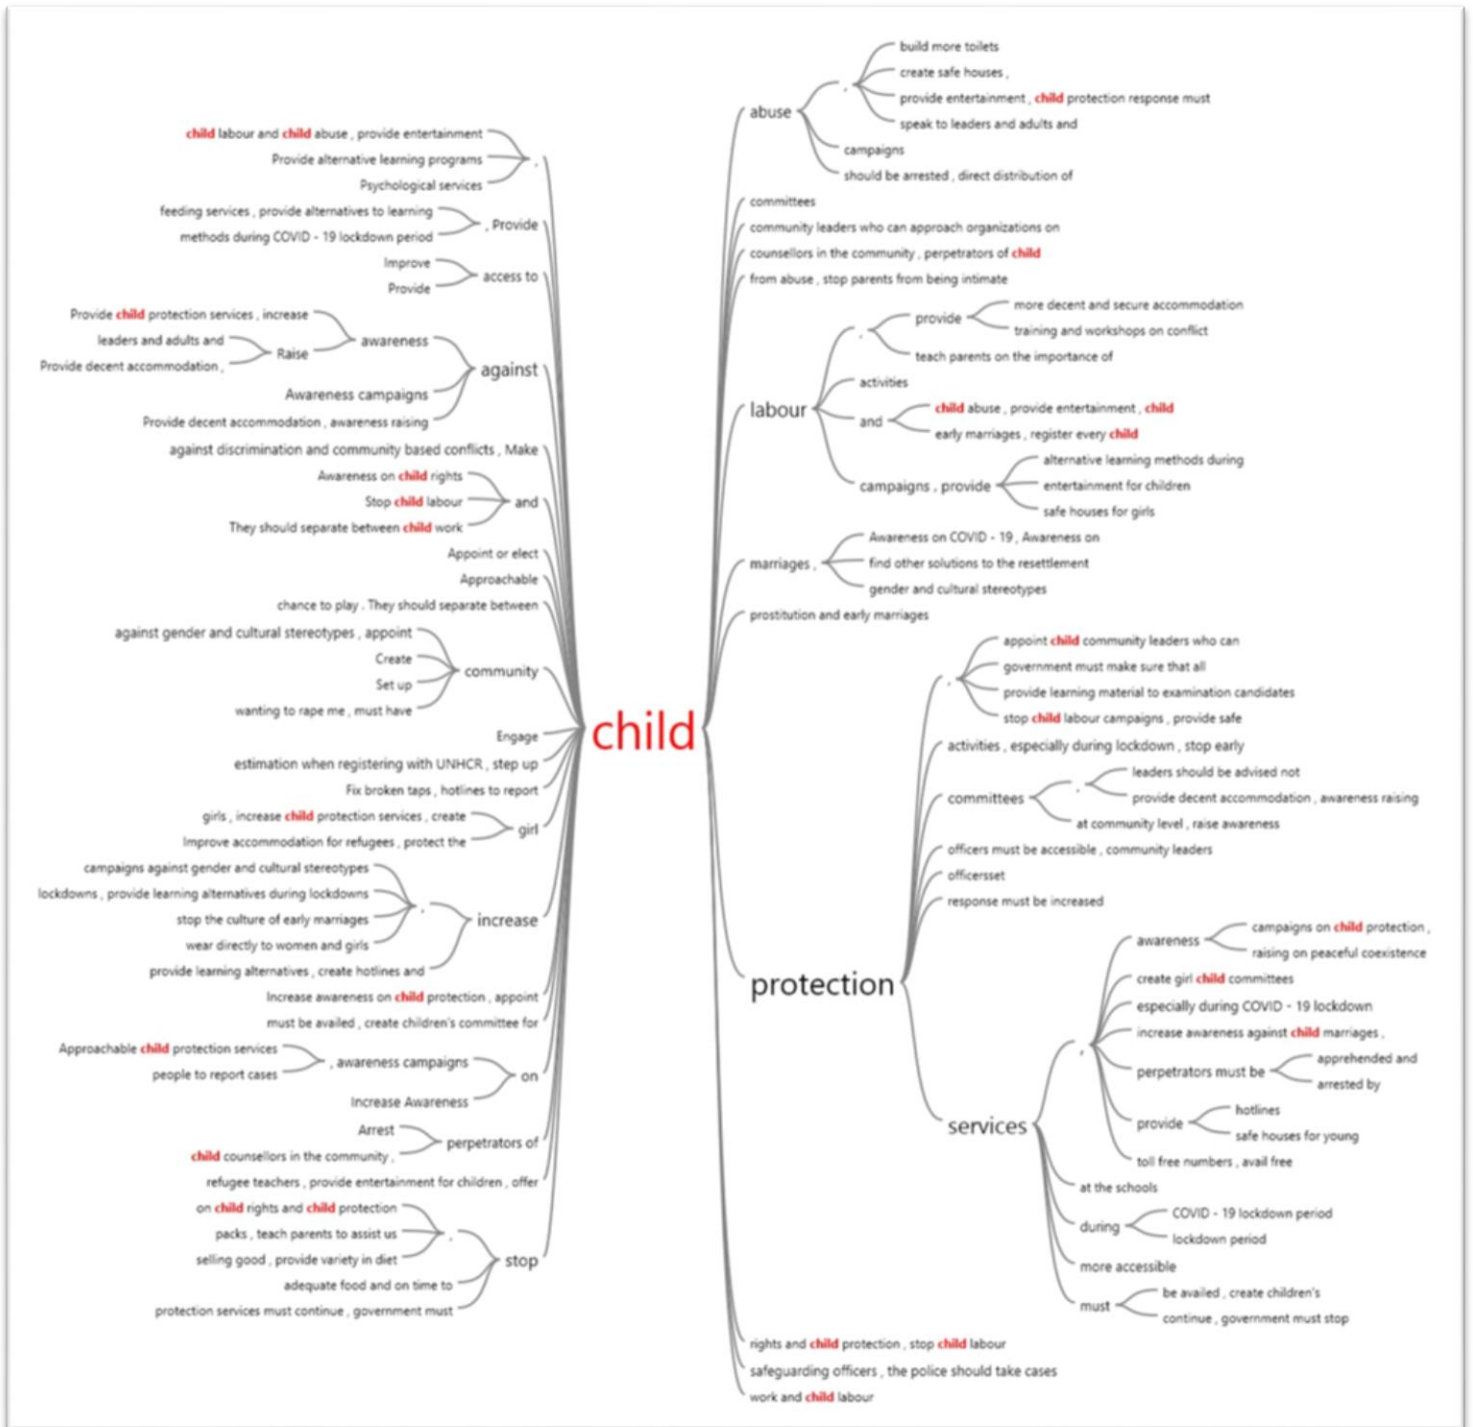 child labour and child abuse , provide entertainment
Provide alternative learning programs
Psychological services
,
feeding services , provide alternatives to learning
methods during COVID - 19 lockdown period
, Provide
Improve
Provide
access to
Provide child protection services , increase
leaders and adults and
Provide decent accommodation ,
Raise
awareness
Awareness campaigns
Provide decent accommodation , awareness raising
against
against discrimination and community based conflicts , Make
Awareness on child rights
Stop child labour
They should separate between child work
and
Appoint or elect
Approachable
chance to play . They should separate between
against gender and cultural stereotypes , appoint
Create
Set up
wanting to rape me , must have
community
Engage
estimation when registering with UNHCR , step up
Fix broken taps , hotlines to report
girls , increase child protection services , create
Improve accommodation for refugees , protect the
girl
campaigns against gender and cultural stereotypes
lockdowns , provide learning alternatives during lockdowns
stop the culture of early marriages
wear directly to women and girls
,
provide learning alternatives , create hotlines and
increase
Increase awareness on child protection , appoint
must be availed , create children's committee for
Approachable child protection services
people to report cases
, awareness campaigns
Increase Awareness
on
Arrest
child counsellors in the community ,
perpetrators of
refugee teachers , provide entertainment for children , offer
on child rights and child protection
packs , teach parents to assist us
selling good , provide variety in diet
,
adequate food and on time to
protection services must continue , government must
stop
child
abuse
,
build more toilets
create safe houses ,
provide entertainment , child protection response must
speak to leaders and adults and
campaigns
should be arrested , direct distribution of
committees
community leaders who can approach organizations on
counsellors in the community , perpetrators of child
from abuse , stop parents from being intimate
labour
,
provide
more decent and secure accommodation
training and workshops on conflict
teach parents on the importance of
activities
and
child abuse , provide entertainment , child
early marriages , register every child
campaigns , provide
alternative learning methods during
entertainment for children
safe houses for girls
marriages ,
Awareness on COVID - 19 , Awareness on
find other solutions to the resettlement
gender and cultural stereotypes
prostitution and early marriages
protection
,
appoint child community leaders who can
government must make sure that all
provide learning material to examination candidates
stop child labour campaigns , provide safe
activities , especially during lockdown , stop early
committees
,
leaders should be advised not
provide decent accommodation , awareness raising
at community level , raise awareness
officers must be accessible , community leaders
officersset
response must be increased
services
,
awareness
campaigns on child protection ,
raising on peaceful coexistence
create girl child committees
especially during COVID - 19 lockdown
increase awareness against child marriages ,
perpetrators must be
apprehended and
arrested by
provide
hotlines
safe houses for young
toll free numbers , avail free
at the schools
during
COVID - 19 lockdown period
lockdown period
more accessible
must
be availed , create children's
continue , government must stop
rights and child protection , stop child labour
safeguarding officers , the police should take cases
work and child labour